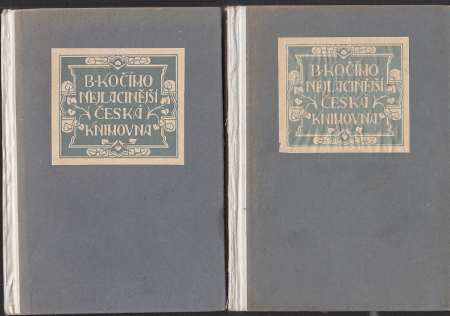 B·KOČÍHO
NEJLACINĚJŠÍ
ČESKÁ
KNIHOVNA
B·KOČÍHO
NEJLACINĚJŠÍ
ČESKÁ
KNIHOVNA